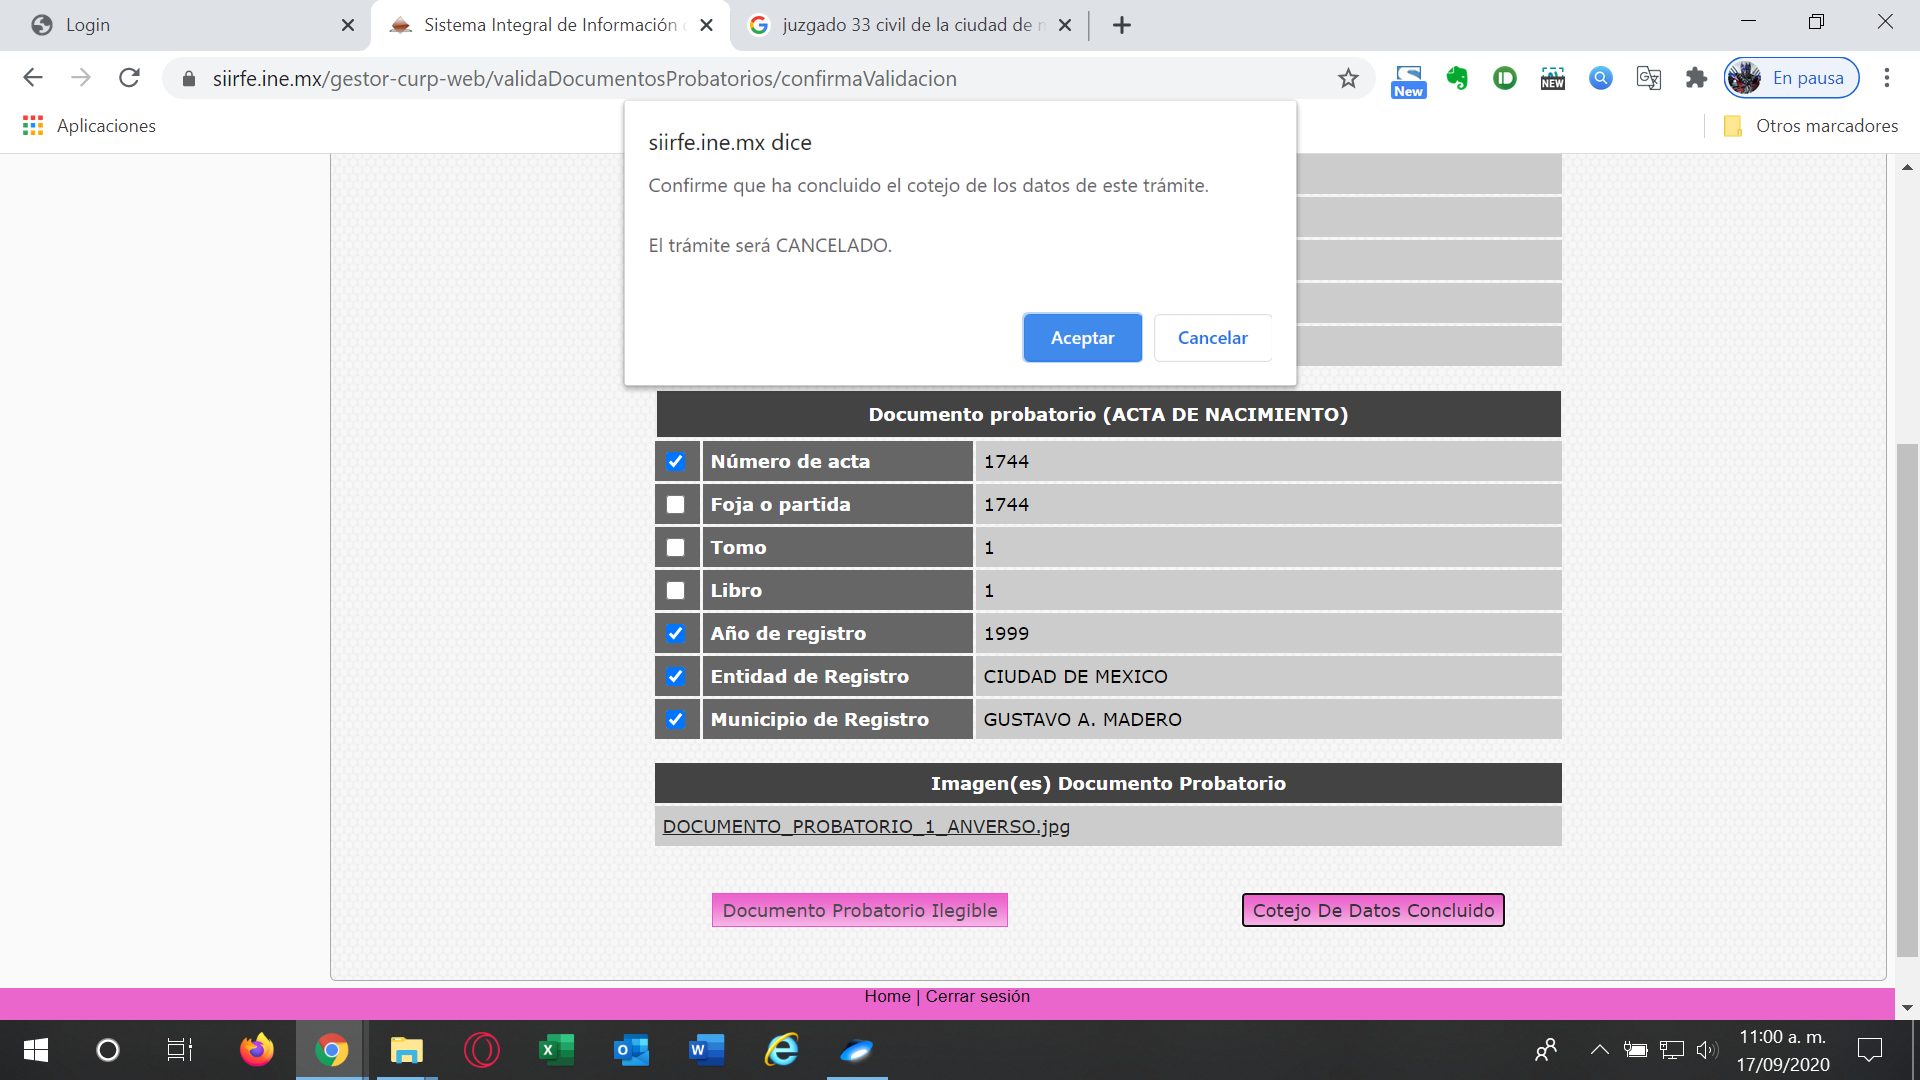 Login
Sistema Integral de Información
juzgado 33 civil de la ciudad de
siirfe.ine.mx/gestor-curp-web/validaDocumentosProbatorios/confirmaValidacion
New
NEW
En pausa
Aplicaciones
Otros marcadores
siirfe.ine.mx dice
Confirme que ha concluido el cotejo de los datos de este trámite.
El trámite será CANCELADO.
Aceptar
Cancelar
Documento probatorio (ACTA DE NACIMIENTO)
Número de acta 1744
Foja o partida 1744
Tomo 1
Libro 1
Año de registro 1999
Entidad de Registro CIUDAD DE MEXICO
Municipio de Registro GUSTAVO A. MADERO
Imagen(es) Documento Probatorio
DOCUMENTO_PROBATORIO_1_ANVERSO.jpg
Documento Probatorio Ilegible
Cotejo De Datos Concluido
Home | Cerrar sesión
11:00 a. m.
17/09/2020